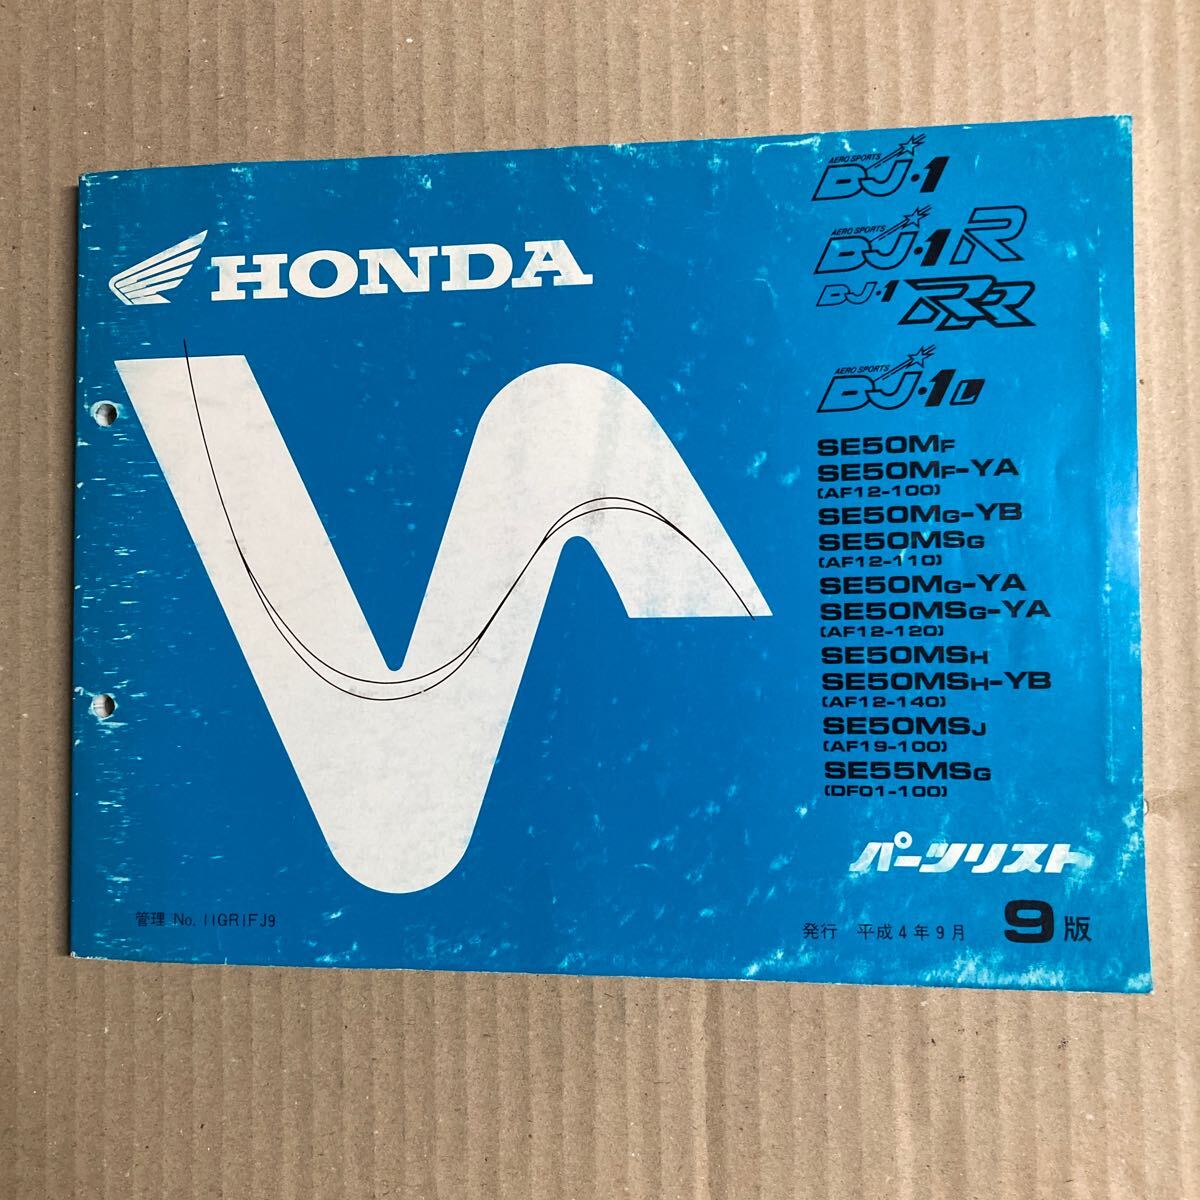 HONDA
AERO SPORTS
DJ・1
AERO SPORTS
DJ・1 R
DJ・1 RR
AERO SPORTS
DJ・1 L
SE50MF
SE50MF-YA
(AF12-100)
SE50MG-YB
SE50MSG
(AF12-110)
SE50MG-YA
SE50MSG-YA
(AF12-120)
SE50MSH
SE50MSH-YB
(AF12-140)
SE50MSJ
(AF19-100)
SE55MSG
(DF01-100)
パーツリスト
管理 No. 11GR1FJ9
発行 平成4年9月 9版